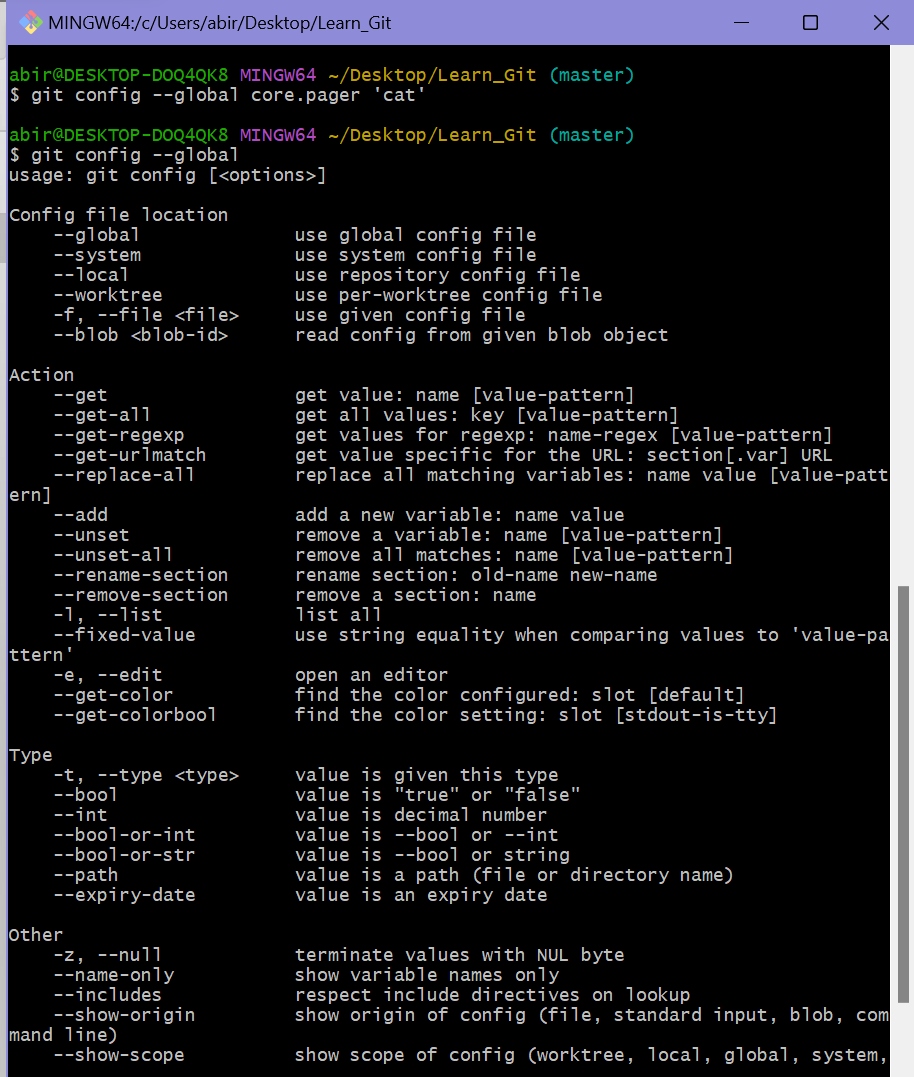 MINGW64:/c/Users/abir/Desktop/Learn_Git
abir@DESKTOP-DOQ4QK8 MINGW64 ~/Desktop/Learn_Git (master)
$ git config --global core.pager 'cat'
abir@DESKTOP-DOQ4QK8 MINGW64 ~/Desktop/Learn_Git (master)
$ git config --global
usage: git config [<options>]
Config file location
    --global              use global config file
    --system              use system config file
    --local               use repository config file
    --worktree            use per-worktree config file
    -f, --file <file>     use given config file
    --blob <blob-id>      read config from given blob object
Action
    --get                 get value: name [value-pattern]
    --get-all             get all values: key [value-pattern]
    --get-regexp          get values for regexp: name-regex [value-pattern]
    --get-urlmatch        get value specific for the URL: section[.var] URL
    --replace-all         replace all matching variables: name value [value-patt
ern]
    --add                 add a new variable: name value
    --unset               remove a variable: name [value-pattern]
    --unset-all           remove all matches: name [value-pattern]
    --rename-section      rename section: old-name new-name
    --remove-section      remove a section: name
    -l, --list            list all
    --fixed-value         use string equality when comparing values to 'value-pa
ttern'
    -e, --edit            open an editor
    --get-color           find the color configured: slot [default]
    --get-colorbool       find the color setting: slot [stdout-is-tty]
Type
    -t, --type <type>     value is given this type
    --bool                value is "true" or "false"
    --int                 value is decimal number
    --bool-or-int         value is --bool or --int
    --bool-or-str         value is --bool or string
    --path                value is a path (file or directory name)
    --expiry-date         value is an expiry date
Other
    -z, --null            terminate values with NUL byte
    --name-only           show variable names only
    --includes            respect include directives on lookup
    --show-origin         show origin of config (file, standard input, blob, com
mand line)
    --show-scope          show scope of config (worktree, local, global, system,